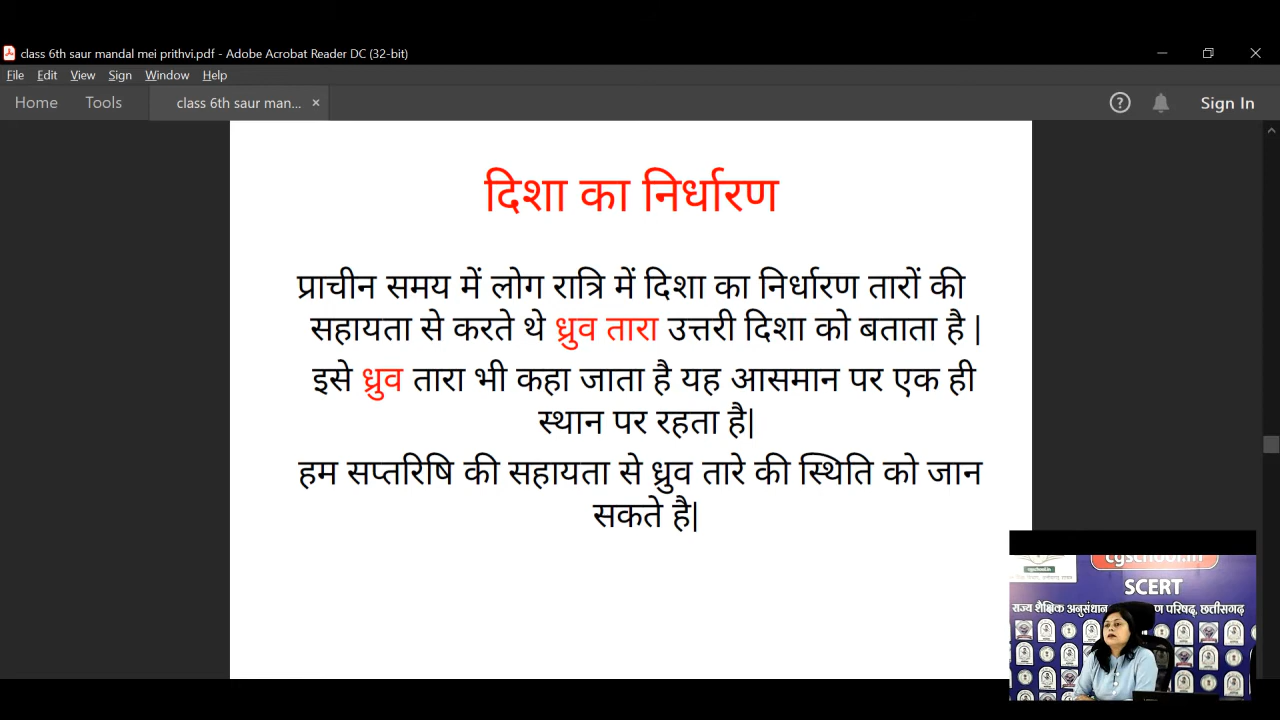 class 6th saur mandal mei prithvi.pdf - Adobe Acrobat Reader DC (32-bit)
File Edit View Sign Window Help
Home Tools class 6th saur man... × Sign In
दिशा का निर्धारण
प्राचीन समय में लोग रात्रि में दिशा का निर्धारण तारों की
सहायता से करते थे ध्रुव तारा उत्तरी दिशा को बताता है |
इसे ध्रुव तारा भी कहा जाता है यह आसमान पर एक ही
स्थान पर रहता है|
हम सप्तरिषि की सहायता से ध्रुव तारे की स्थिति को जान
सकते है|
cgschool.in
SCERT
राज्य शैक्षिक अनुसंधान परिषद्, छत्तीसगढ़